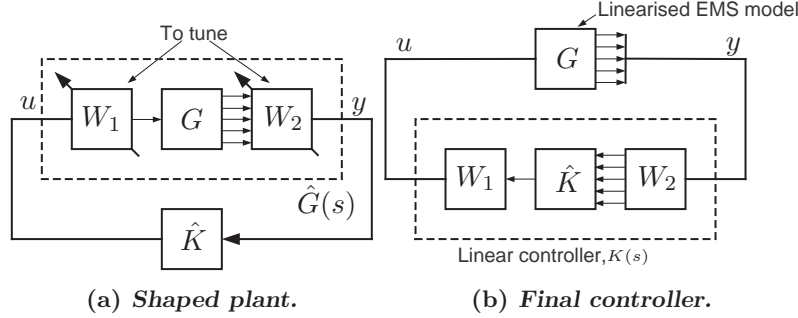 To tune
u
W₁
G
W₂
y
Ĝ(s)
K̂
(a) Shaped plant.
Linearised EMS model
u
G
y
W₁
K̂
W₂
Linear controller,K(s)
(b) Final controller.